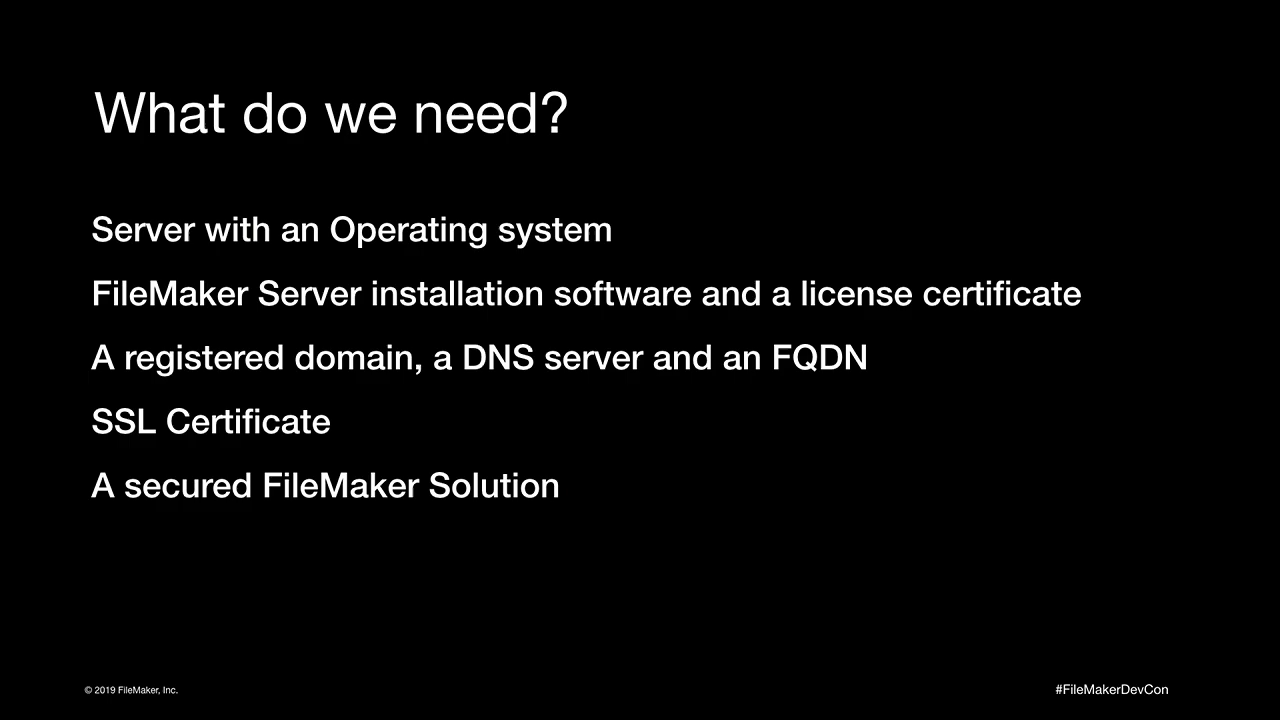 What do we need?
Server with an Operating system
FileMaker Server installation software and a license certificate
A registered domain, a DNS server and an FQDN
SSL Certificate
A secured FileMaker Solution
© 2019 FileMaker, Inc.
#FileMakerDevCon